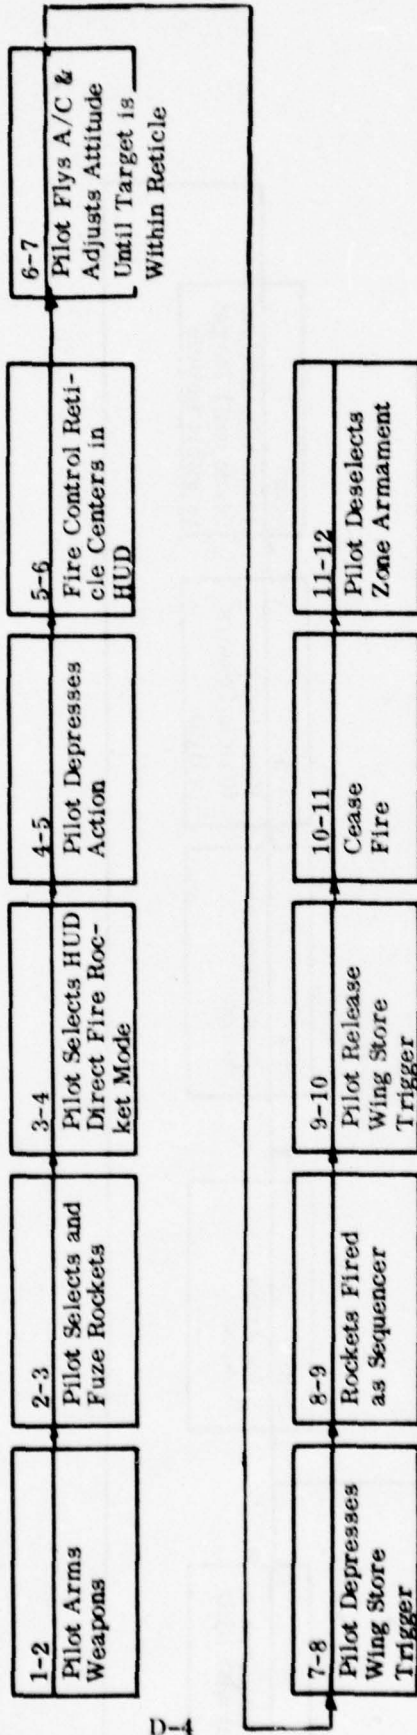 1-2
Pilot Arms
Weapons
2-3
Pilot Selects and
Fuze Rockets
3-4
Pilot Selects HUD
Direct Fire Roc-
ket Mode
4-5
Pilot Depresses
Action
5-6
Fire Control Reti-
cle Centers in
HUD
6-7
Pilot Flys A/C &
Adjusts Attitude
Until Target is
Within Reticle
7-8
Pilot Depresses
Wing Store
Trigger
8-9
Rockets Fired
as Sequencer
9-10
Pilot Release
Wing Store
Trigger
10-11
Cease
Fire
11-12
Pilot Deselects
Zone Armament
D-4